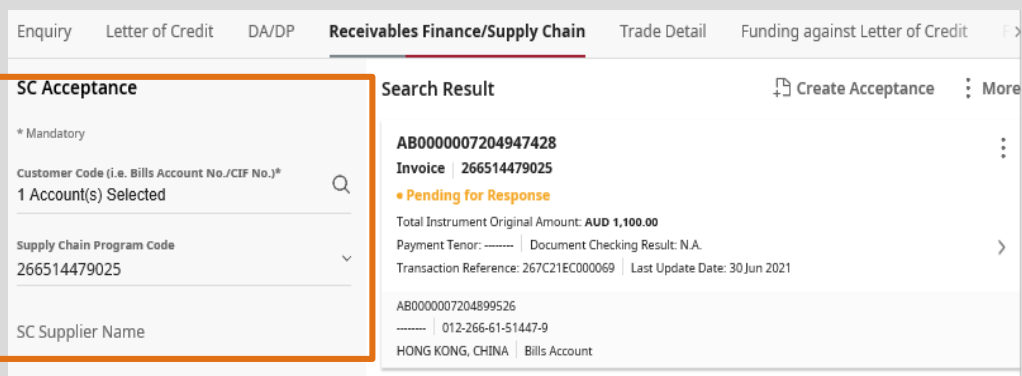 Enquiry Letter of Credit DA/DP Receivables Finance/Supply Chain Trade Detail Funding against Letter of Credit
SC Acceptance
* Mandatory
Customer Code (i.e. Bills Account No./CIF No.)*
1 Account(s) Selected
Supply Chain Program Code
266514479025
SC Supplier Name
Search Result Create Acceptance More
AB0000007204947428
Invoice | 266514479025
• Pending for Response
Total Instrument Original Amount: AUD 1,100.00
Payment Tenor: -------- | Document Checking Result: N.A.
Transaction Reference: 267C21EC000069 | Last Update Date: 30 Jun 2021
AB0000007204899526
-------- | 012-266-61-51447-9
HONG KONG, CHINA | Bills Account